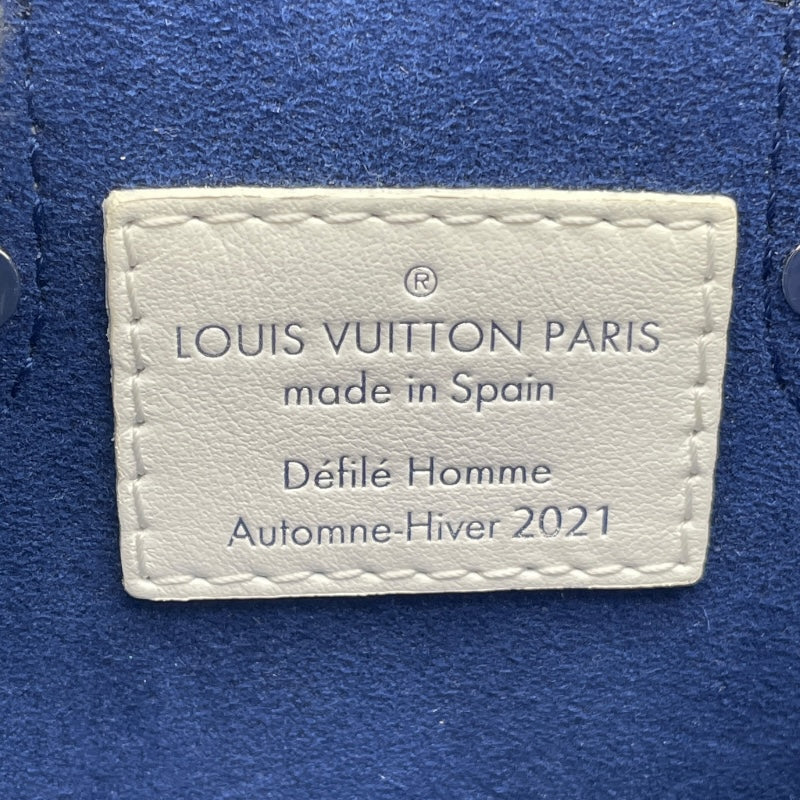 ®
LOUIS VUITTON PARIS
made in Spain
Défilé Homme
Automne-Hiver 2021